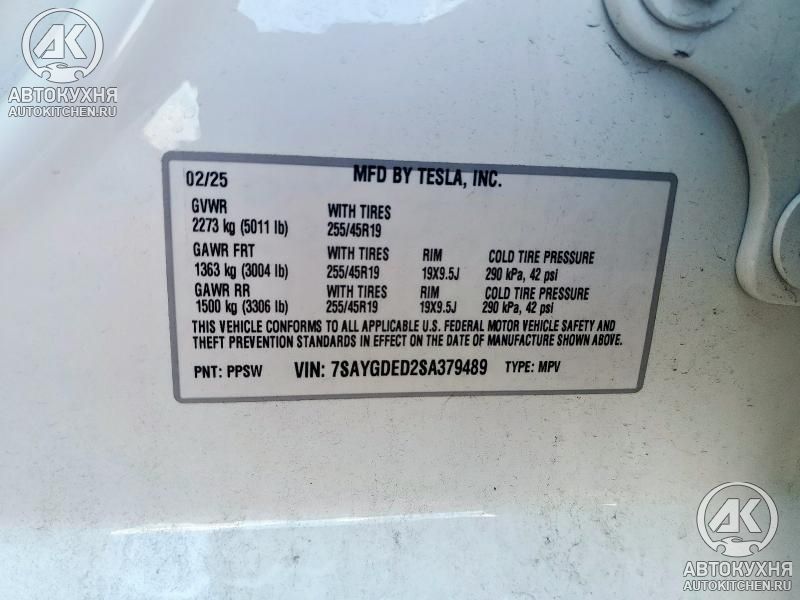 АК
АВТОКУХНЯ
AUTOKITCHEN.RU
02/25 MFD BY TESLA, INC.
GVWR WITH TIRES
2273 kg (5011 lb) 255/45R19
GAWR FRT WITH TIRES RIM COLD TIRE PRESSURE
1363 kg (3004 lb) 255/45R19 19X9.5J 290 kPa, 42 psi
GAWR RR WITH TIRES RIM COLD TIRE PRESSURE
1500 kg (3306 lb) 255/45R19 19X9.5J 290 kPa, 42 psi
THIS VEHICLE CONFORMS TO ALL APPLICABLE U.S. FEDERAL MOTOR VEHICLE SAFETY AND
THEFT PREVENTION STANDARDS IN EFFECT ON THE DATE OF MANUFACTURE SHOWN ABOVE.
PNT: PPSW VIN: 7SAYGDED2SA379489 TYPE: MPV
АК
АВТОКУХНЯ
AUTOKITCHEN.RU